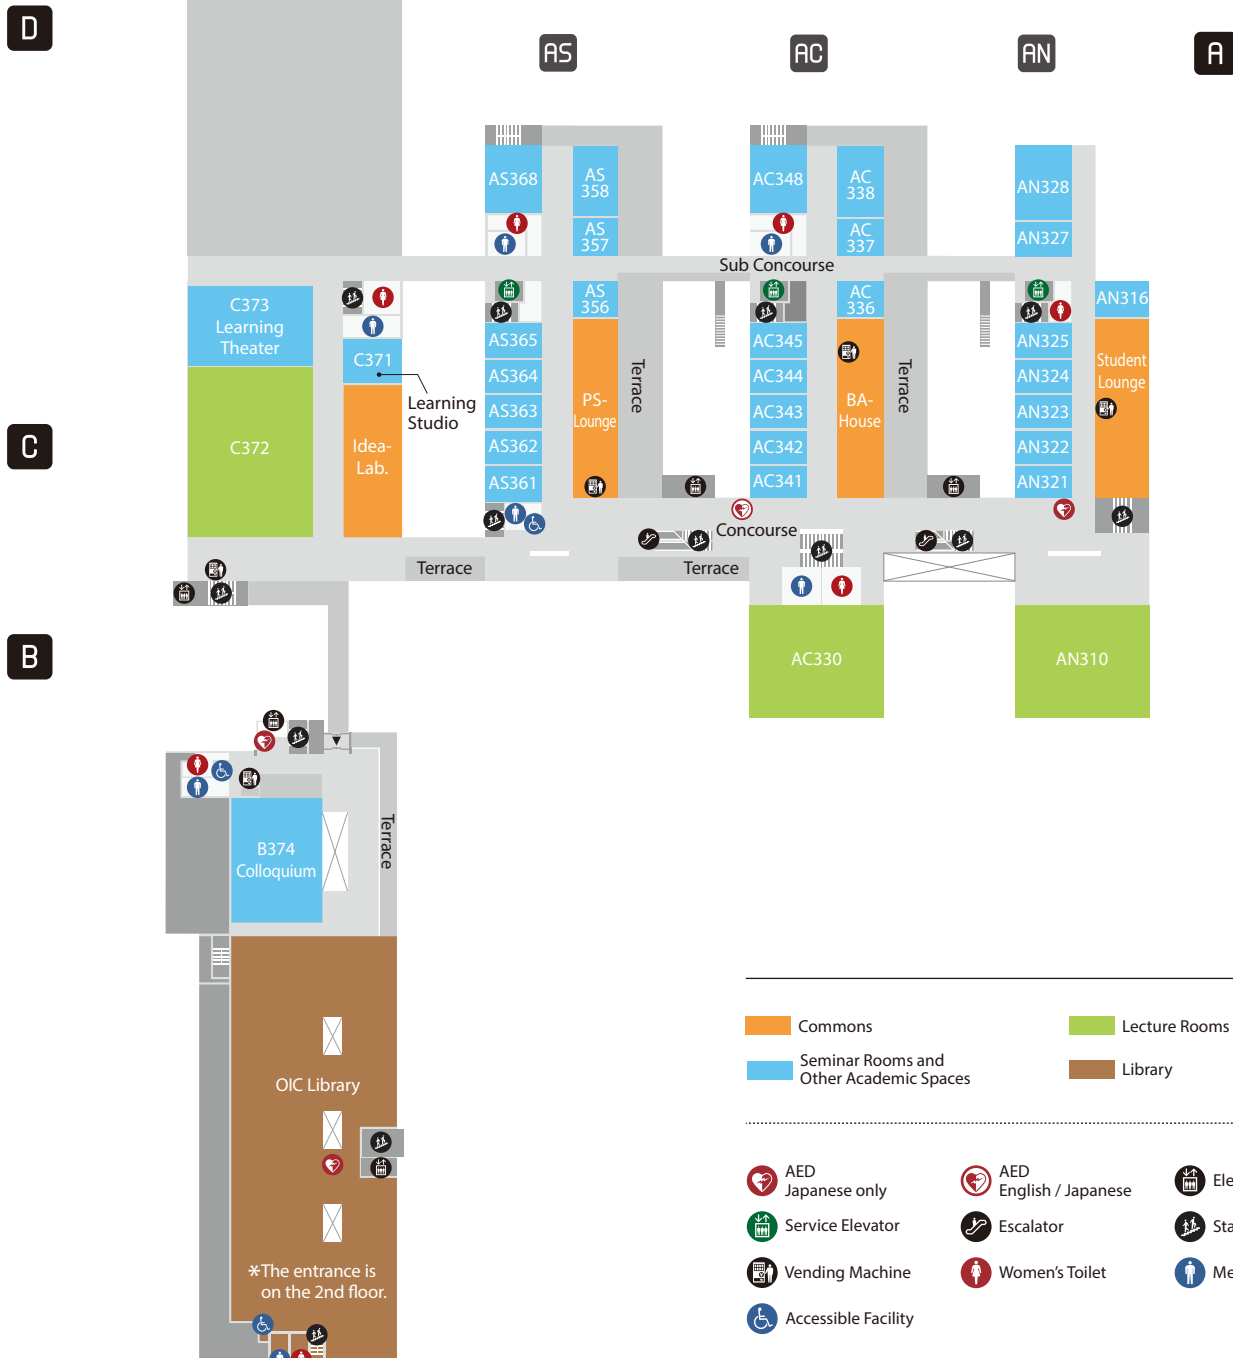 D
AS
AC
AN
A
AS368
AS
358
AC348
AC
338
AN328
AS
357
AC
337
AN327
Sub Concourse
C373
Learning
Theater
AS
356
AC
336
AN316
C371
Learning
Studio
AS365
AS364
AS363
AS362
AS361
PS-
Lounge
Terrace
AC345
AC344
AC343
AC342
AC341
BA-
House
Terrace
AN325
AN324
AN323
AN322
AN321
Student
Lounge
C
C372
Idea-
Lab.
Concourse
Terrace
Terrace
B
AC330
AN310
B374
Colloquium
Terrace
OIC Library
*The entrance is
on the 2nd floor.
Commons
Lecture Rooms
Seminar Rooms and
Other Academic Spaces
Library
AED
Japanese only
AED
English / Japanese
Ele
Service Elevator
Escalator
Sta
Vending Machine
Women's Toilet
Me
Accessible Facility